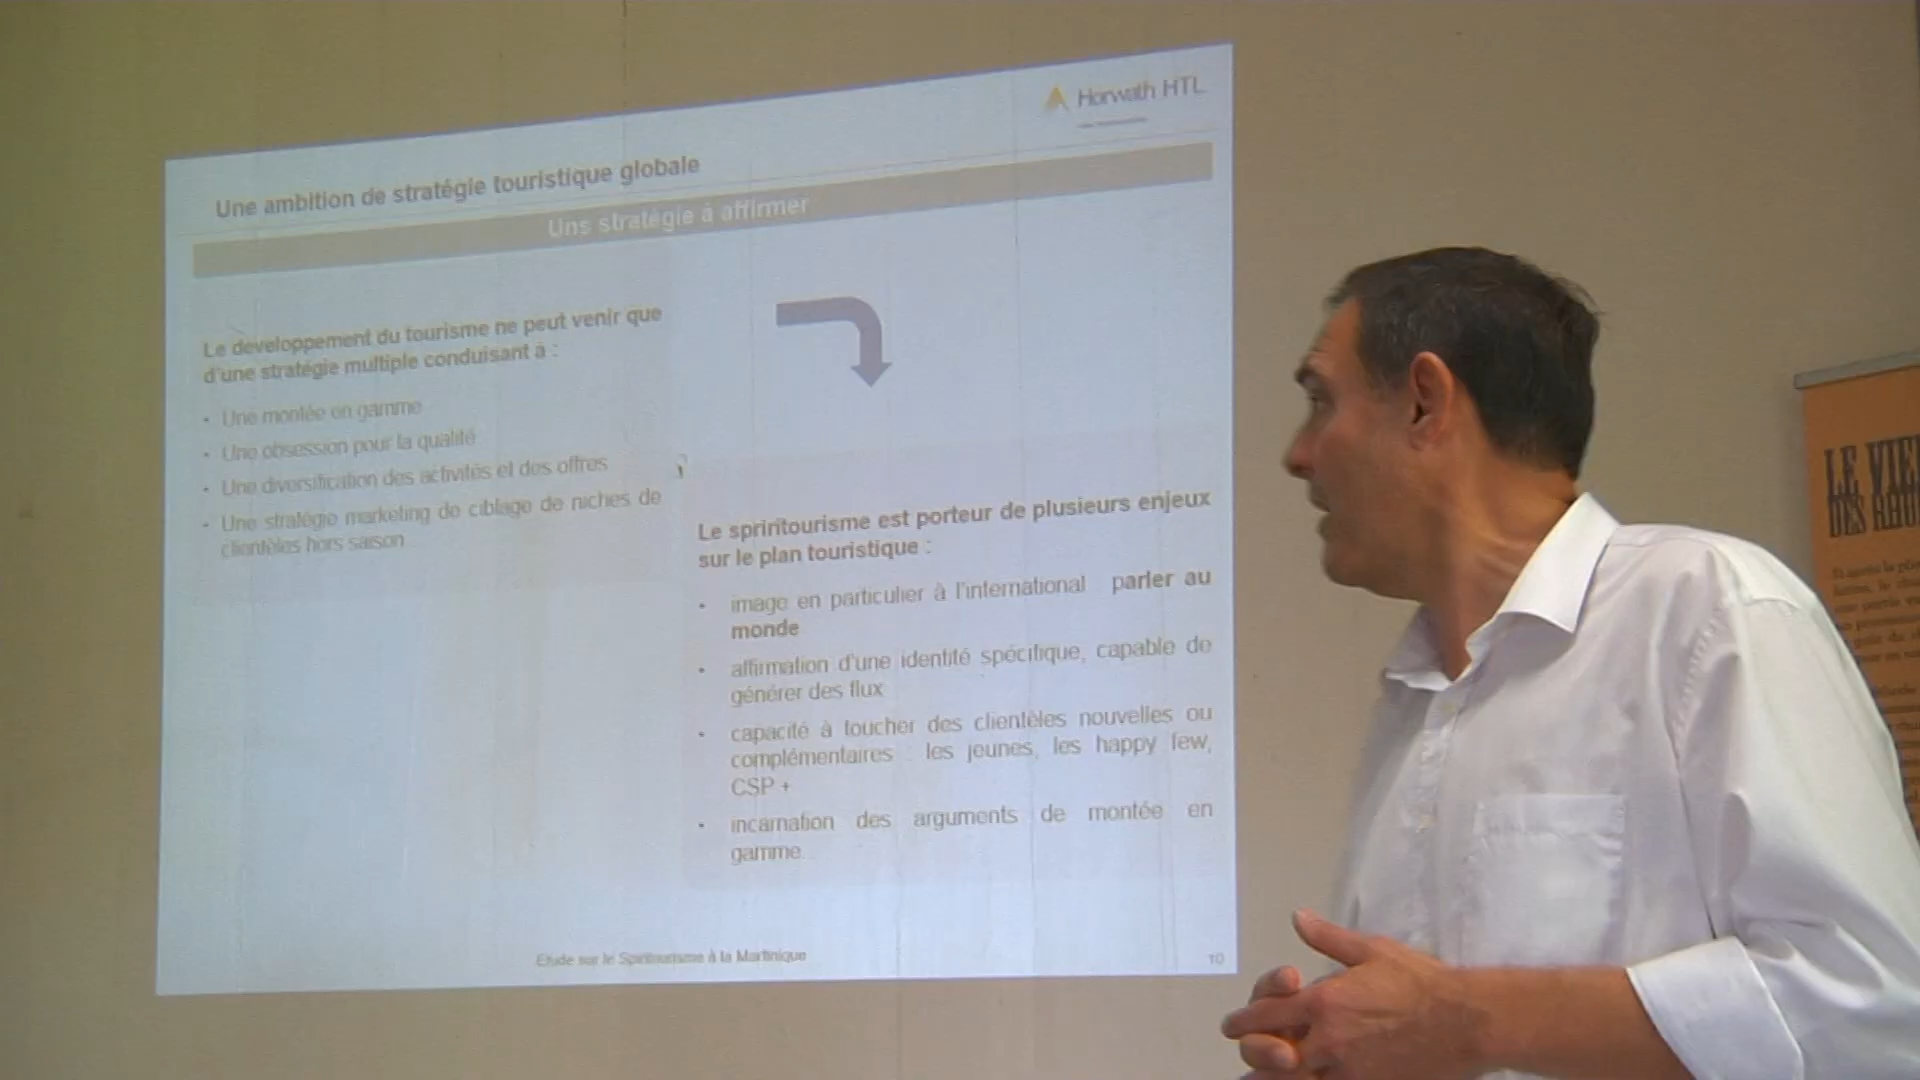 Horwath HTL
Une ambition de stratégie touristique globale
Uns stratégie à affirmer
Le développement du tourisme ne peut venir que
d'une stratégie multiple conduisant à :
• Une montée en gamme
• Une obsession pour la qualité
• Une diversification des activités et des offres
• Une stratégie marketing de ciblage de niches de
clientèles hors saison
Le sprintourisme est porteur de plusieurs enjeux
sur le plan touristique :
• image en particulier à l'international parler au
monde
• affirmation d'une identité spécifique, capable de
générer des flux
• capacité à toucher des clientèles nouvelles ou
complémentaires : les jeunes, les happy few,
CSP +
• incarnation des arguments de montée en
gamme...
Etude sur le Spiritourisme à la Martinique
10
LE VIE
DES RHU